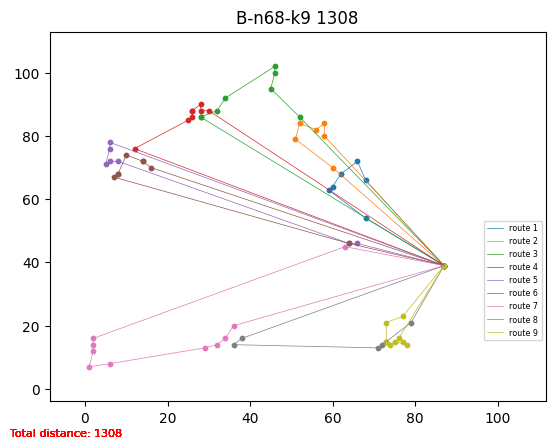 B-n68-k9 1308
100
80
60
40
20
0
0 20 40 60 80 100
route 1
route 2
route 3
route 4
route 5
route 6
route 7
route 8
route 9
Total distance: 1308